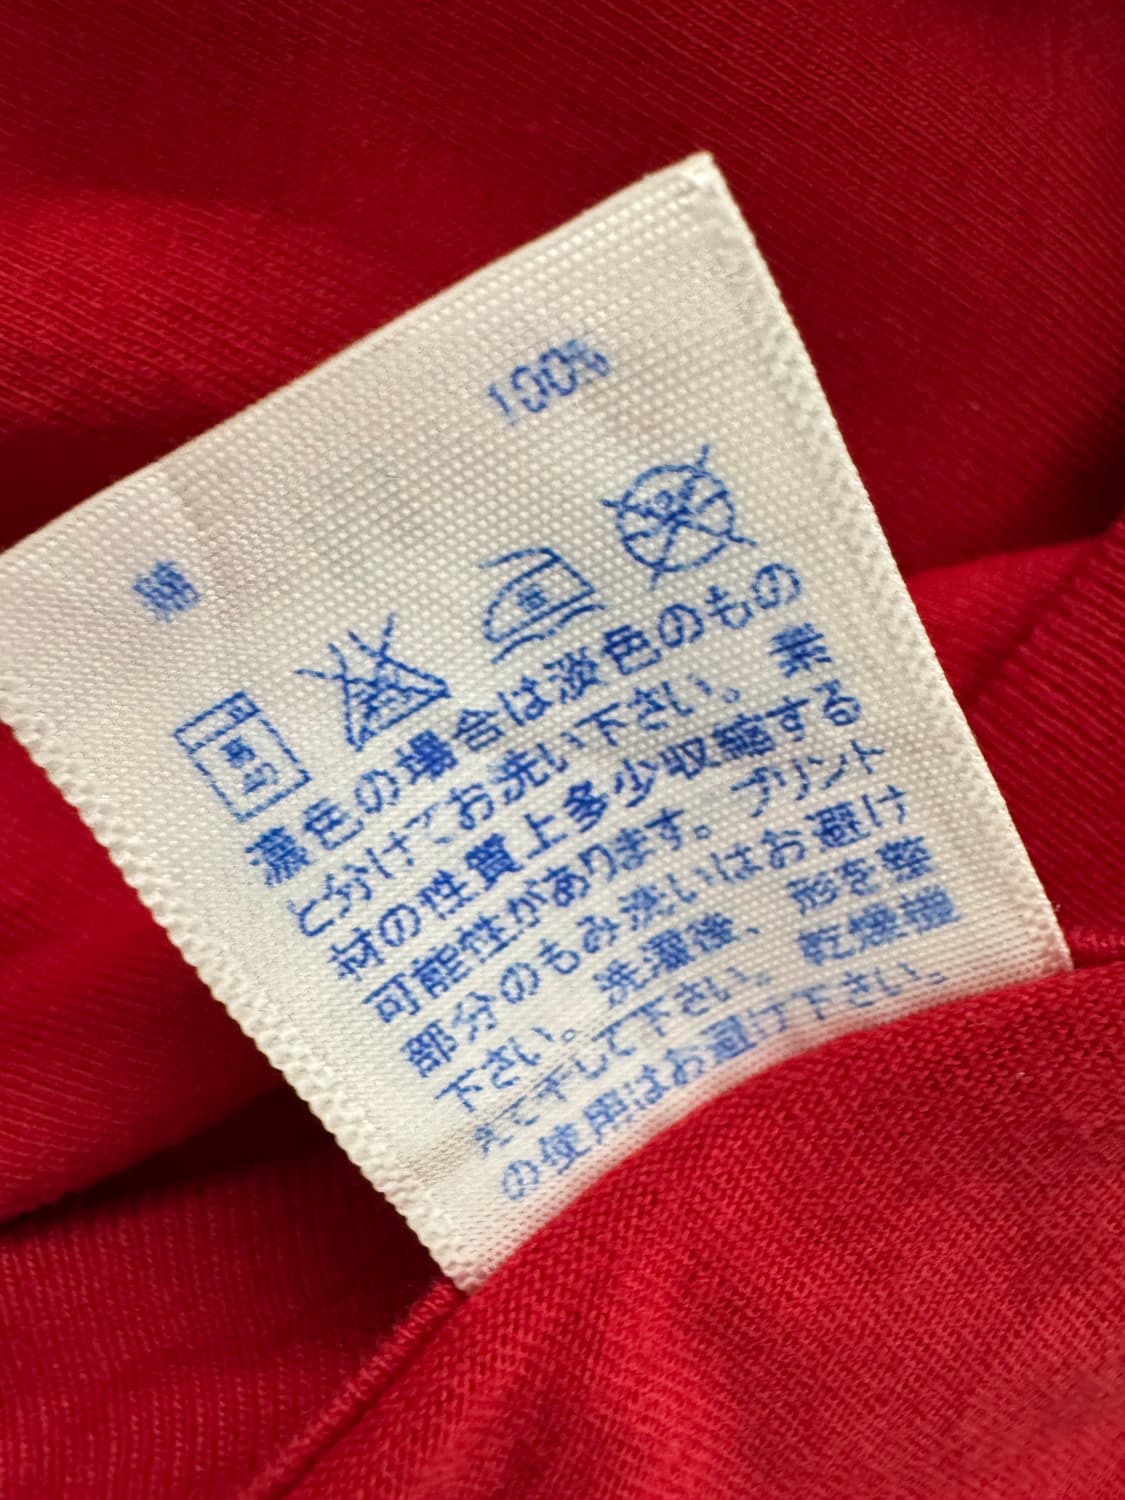 綿 100%
濃色の場合は淡色のもの
と分けてお洗い下さい。 素
材の性質上多少収縮する
可能性があります。プリント
部分のもみ洗いはお避け
下さい。洗濯後、形を整
えて干して下さい。乾燥機
の使用はお避け下さい。